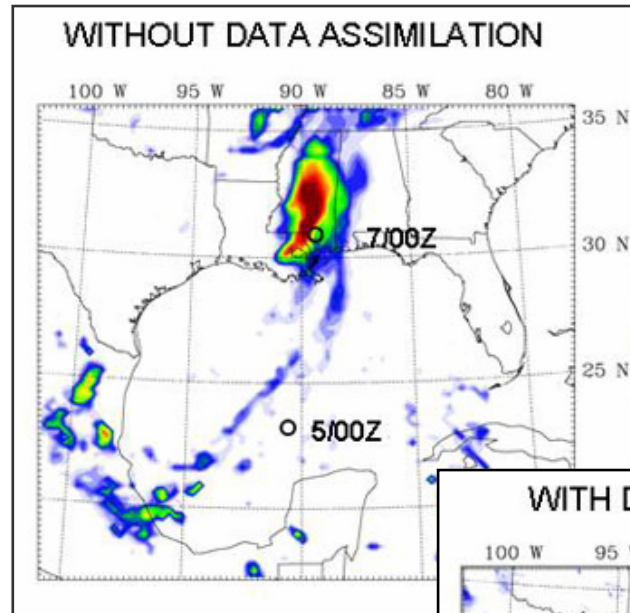 WITHOUT DATA ASSIMILATION
100 W 95 W 90 W 85 W 80 W
35 N
7/00Z
30 N
25 N
5/00Z
WITH D
100 W 95 W